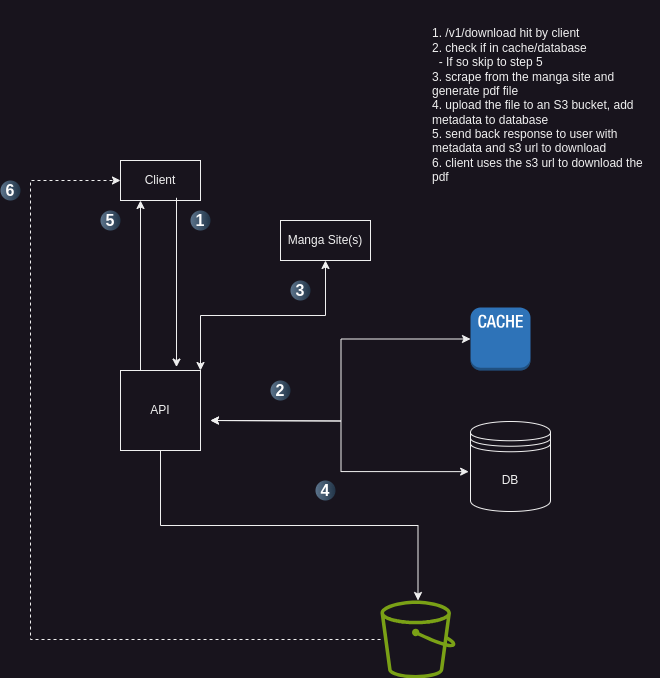 1. /v1/download hit by client
2. check if in cache/database
- If so skip to step 5
3. scrape from the manga site and
generate pdf file
4. upload the file to an S3 bucket, add
metadata to database
5. send back response to user with
metadata and s3 url to download
6. client uses the s3 url to download the
pdf
Client
6
5
1
Manga Site(s)
3
CACHE
2
API
DB
4